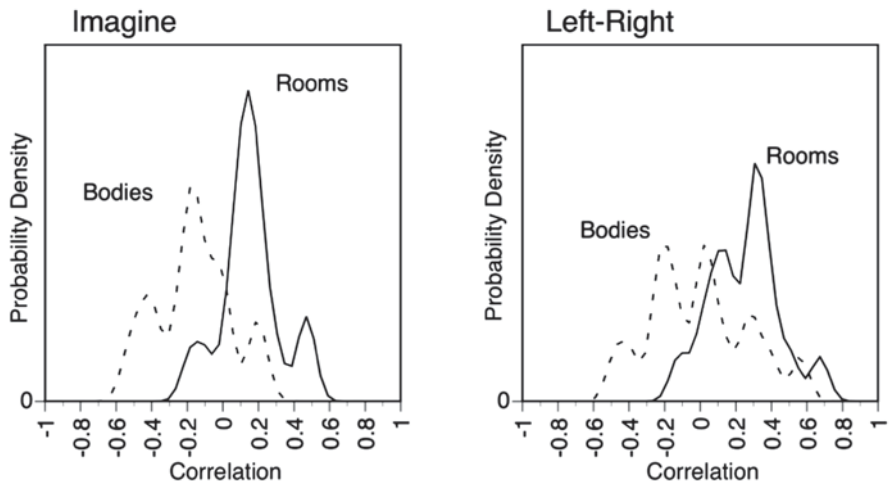 Imagine
Rooms
Bodies
Probability Density
0
-1
-0.8
-0.6
-0.4
-0.2
0
0.2
0.4
0.6
0.8
1
Correlation
Left-Right
Rooms
Bodies
Probability Density
0
-1
-0.8
-0.6
-0.4
-0.2
0
0.2
0.4
0.6
0.8
1
Correlation